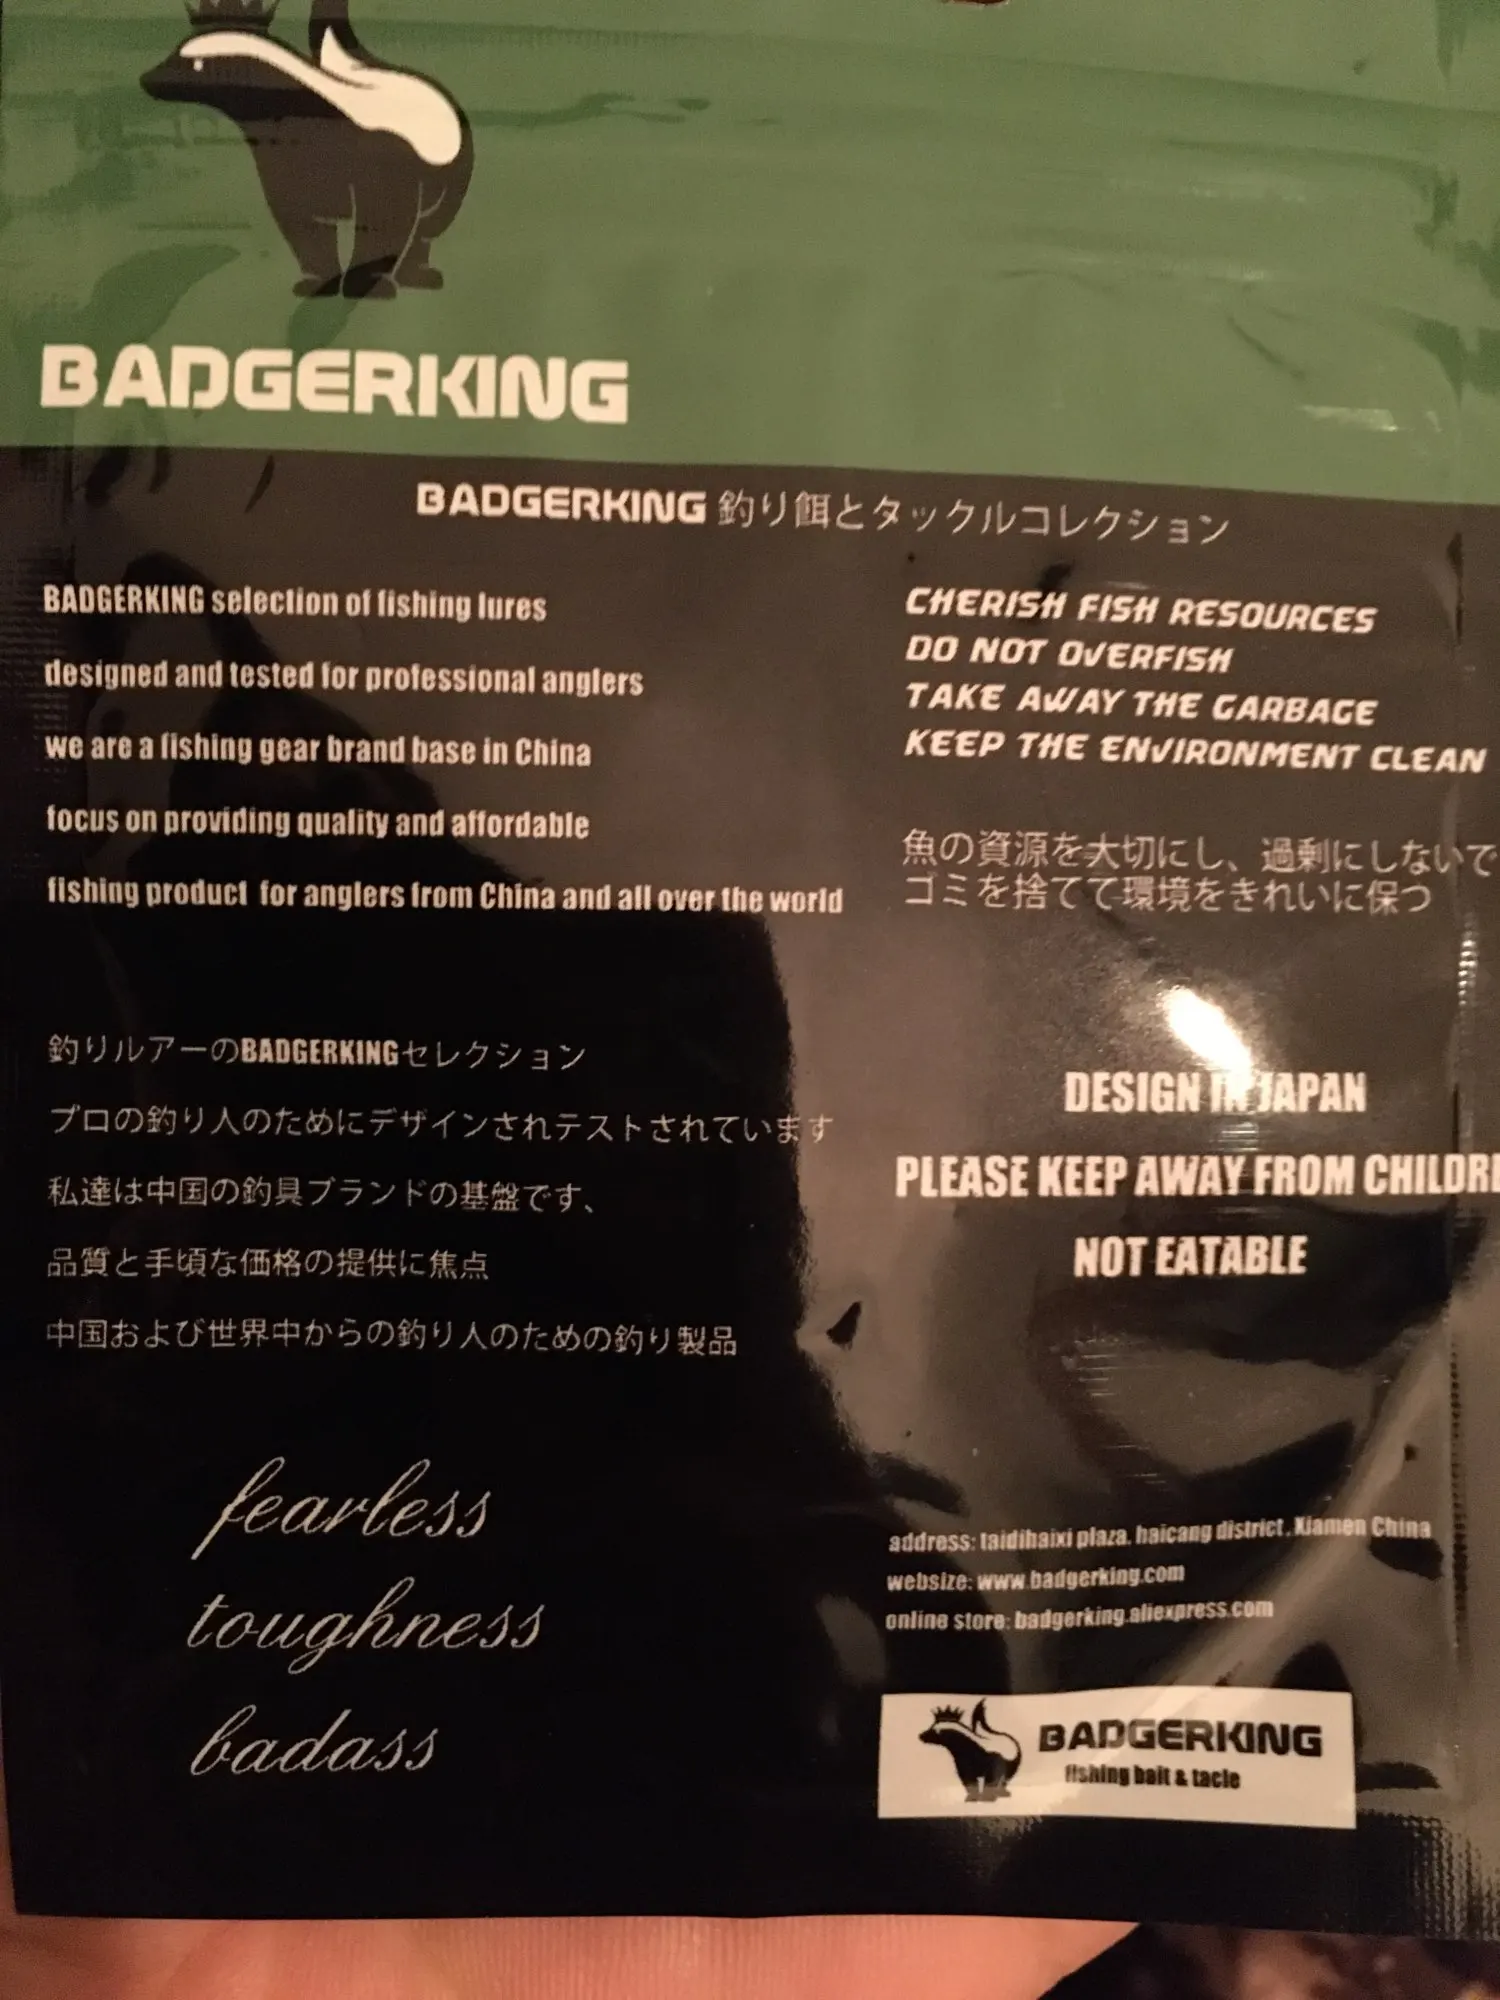 BADGERKING
BADGERKING 釣り餌とタックルコレクション
BADGERKING selection of fishing lures
designed and tested for professional anglers
we are a fishing gear brand base in China
focus on providing quality and affordable
fishing product for anglers from China and all over the world
CHERISH FISH RESOURCES
DO NOT OVERFISH
TAKE AWAY THE GARBAGE
KEEP THE ENVIRONMENT CLEAN
魚の資源を大切にし、過剰にしないで
ゴミを捨てて環境をきれいに保つ
釣りルアーのBADGERKINGセレクション
プロの釣り人のためにデザインされテストされています
私達は中国の釣具ブランドの基盤です、
品質と手頃な価格の提供に焦点
中国および世界中からの釣り人のための釣り製品
DESIGN IN JAPAN
PLEASE KEEP AWAY FROM CHILDRE
NOT EATABLE
fearless
toughness
badass
address: taidihaixi plaza. haicang district. Xiamen China
websize: www.badgerking.com
online store: badgerking.aliexpress.com
BADGERKING
fishing bait & tacle